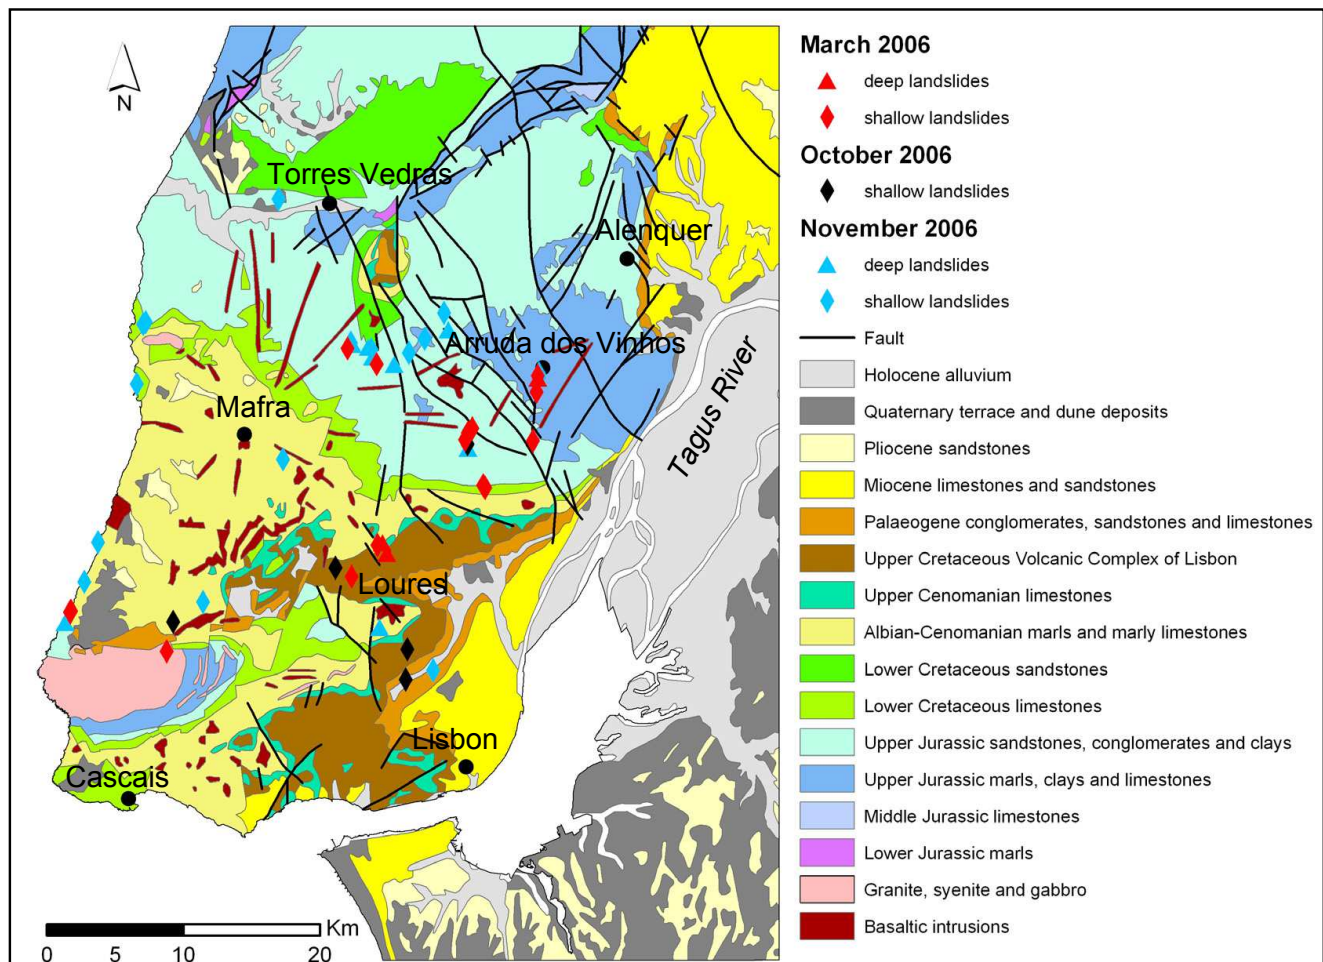 N
Torres Vedras
Alenquer
Arruda dos Vinhos
Mafra
Tagus River
Loures
Lisbon
Cascais
0 5 10 20 Km
March 2006
deep landslides
shallow landslides
October 2006
shallow landslides
November 2006
deep landslides
shallow landslides
Fault
Holocene alluvium
Quaternary terrace and dune deposits
Pliocene sandstones
Miocene limestones and sandstones
Palaeogene conglomerates, sandstones and limestones
Upper Cretaceous Volcanic Complex of Lisbon
Upper Cenomanian limestones
Albian-Cenomanian marls and marly limestones
Lower Cretaceous sandstones
Lower Cretaceous limestones
Upper Jurassic sandstones, conglomerates and clays
Upper Jurassic marls, clays and limestones
Middle Jurassic limestones
Lower Jurassic marls
Granite, syenite and gabbro
Basaltic intrusions